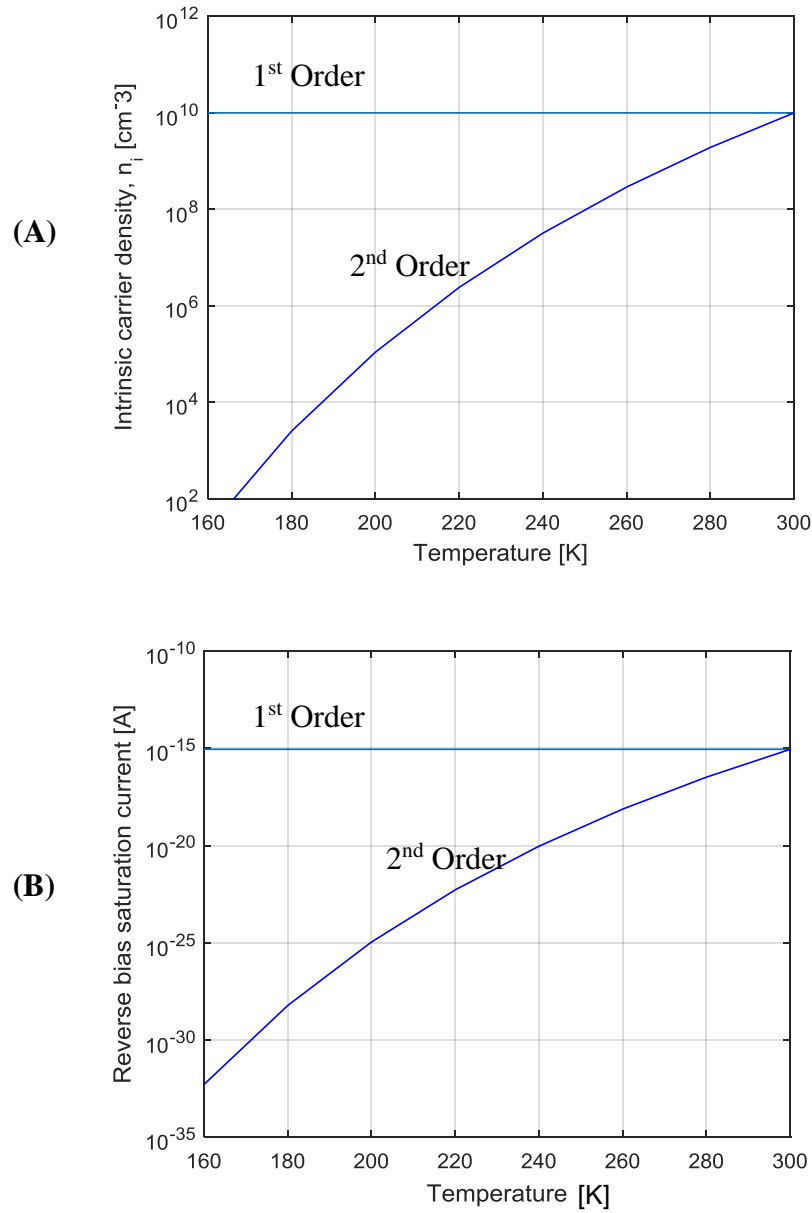 (A)
Intrinsic carrier density, n_i [cm-3]
10^12
10^10
10^8
10^6
10^4
10^2
1st Order
2nd Order
160 180 200 220 240 260 280 300
Temperature [K]
(B)
Reverse bias saturation current [A]
10^-10
10^-15
10^-20
10^-25
10^-30
10^-35
1st Order
2nd Order
160 180 200 220 240 260 280 300
Temperature [K]